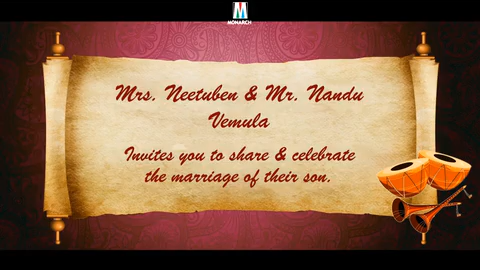 MONARCH
Mrs. Neetuben & Mr. Nandu
Vemula
Invites you to share & celebrate
the marriage of their son.